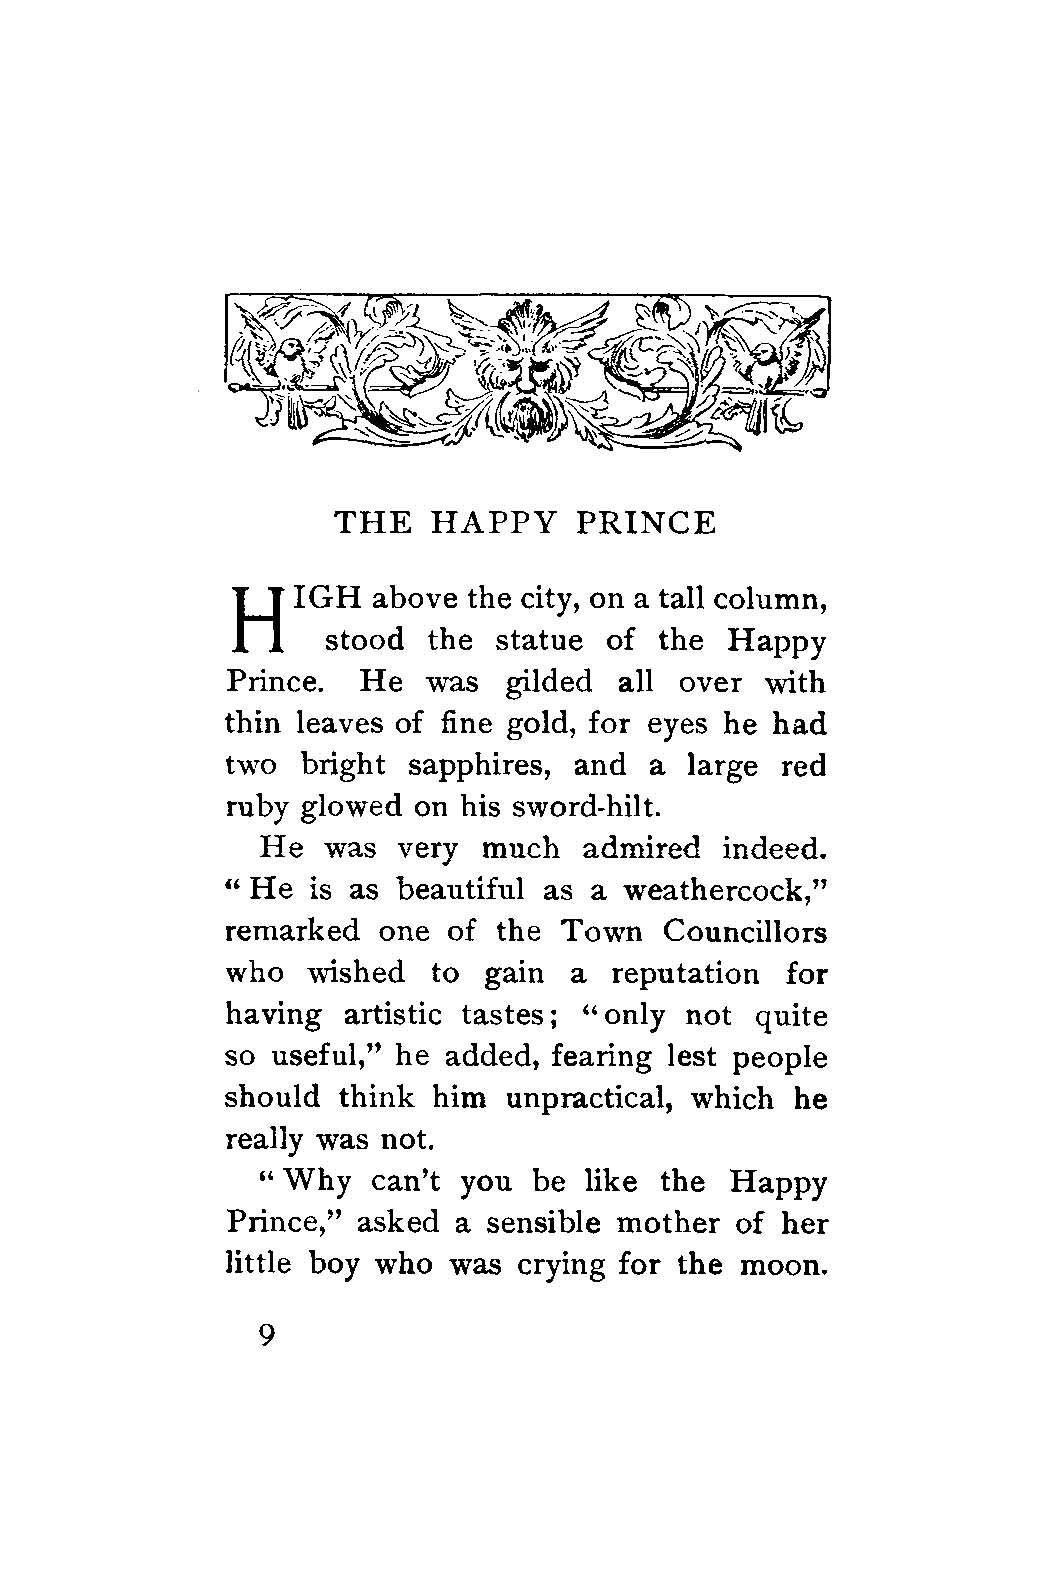 THE HAPPY PRINCE
HIGH above the city, on a tall column,
stood the statue of the Happy
Prince. He was gilded all over with
thin leaves of fine gold, for eyes he had
two bright sapphires, and a large red
ruby glowed on his sword-hilt.
He was very much admired indeed.
“He is as beautiful as a weathercock,”
remarked one of the Town Councillors
who wished to gain a reputation for
having artistic tastes; “only not quite
so useful,” he added, fearing lest people
should think him unpractical, which he
really was not.
“Why can't you be like the Happy
Prince,” asked a sensible mother of her
little boy who was crying for the moon.
9